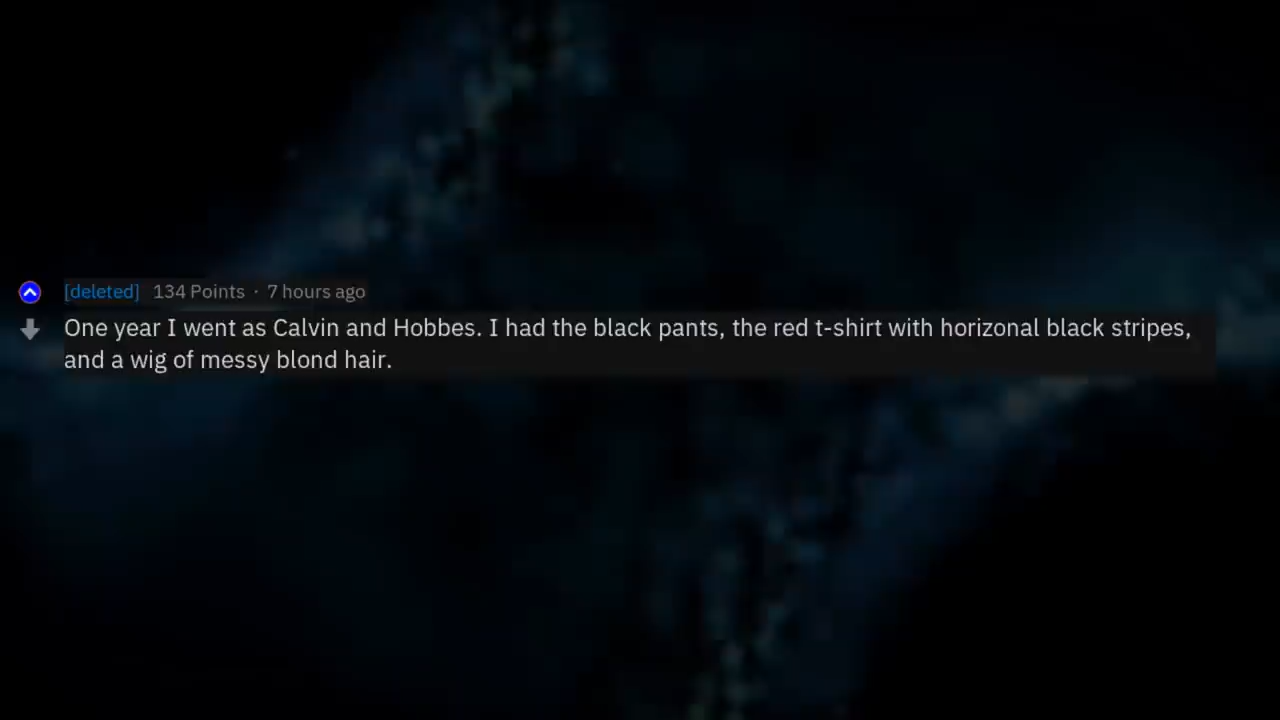 [deleted] 134 Points · 7 hours ago
One year I went as Calvin and Hobbes. I had the black pants, the red t-shirt with horizonal black stripes,
and a wig of messy blond hair.